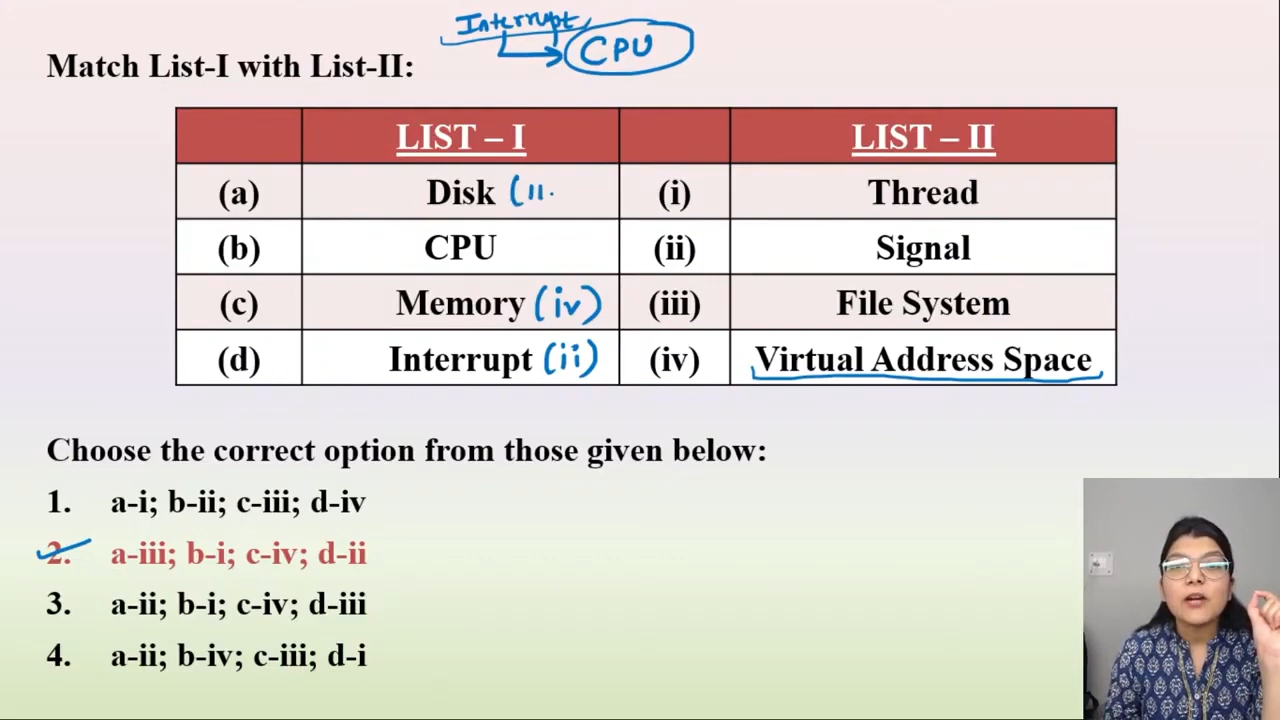 Interrupt
CPU
Match List-I with List-II:
LIST – I LIST – II
(a) Disk (ii. (i) Thread
(b) CPU (ii) Signal
(c) Memory (iv) (iii) File System
(d) Interrupt (ii) (iv) Virtual Address Space
Choose the correct option from those given below:
1. a-i; b-ii; c-iii; d-iv
2. a-iii; b-i; c-iv; d-ii
3. a-ii; b-i; c-iv; d-iii
4. a-ii; b-iv; c-iii; d-i